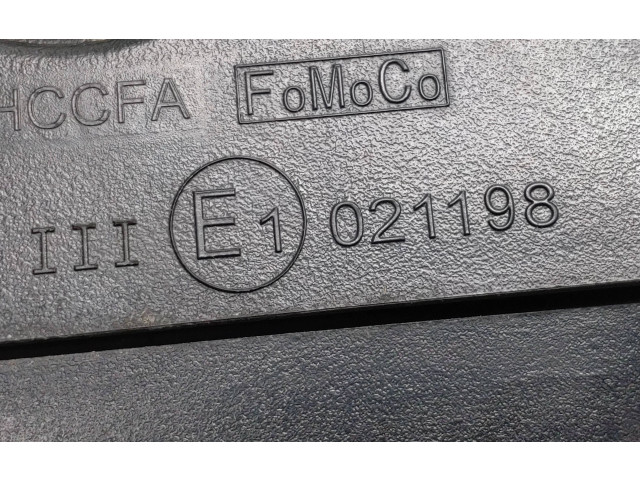 HCCFA FoMoCo
III E1 021198